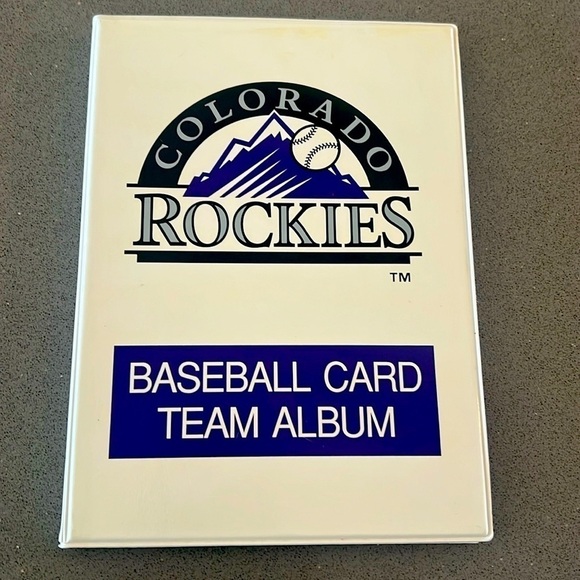 COLORADO
ROCKIES
TM
BASEBALL CARD
TEAM ALBUM